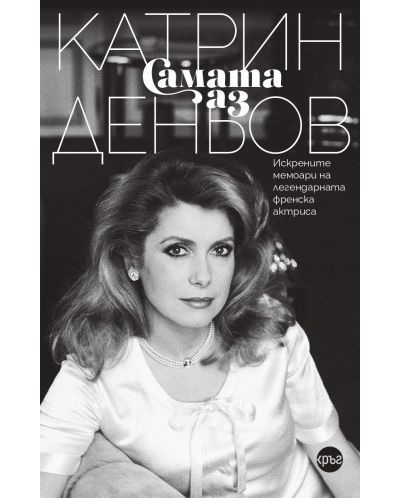 КАТРИН
Самата
аз
ДЕНЬОВ
Искрените
мемоари на
легендарната
френска
актриса
кръг